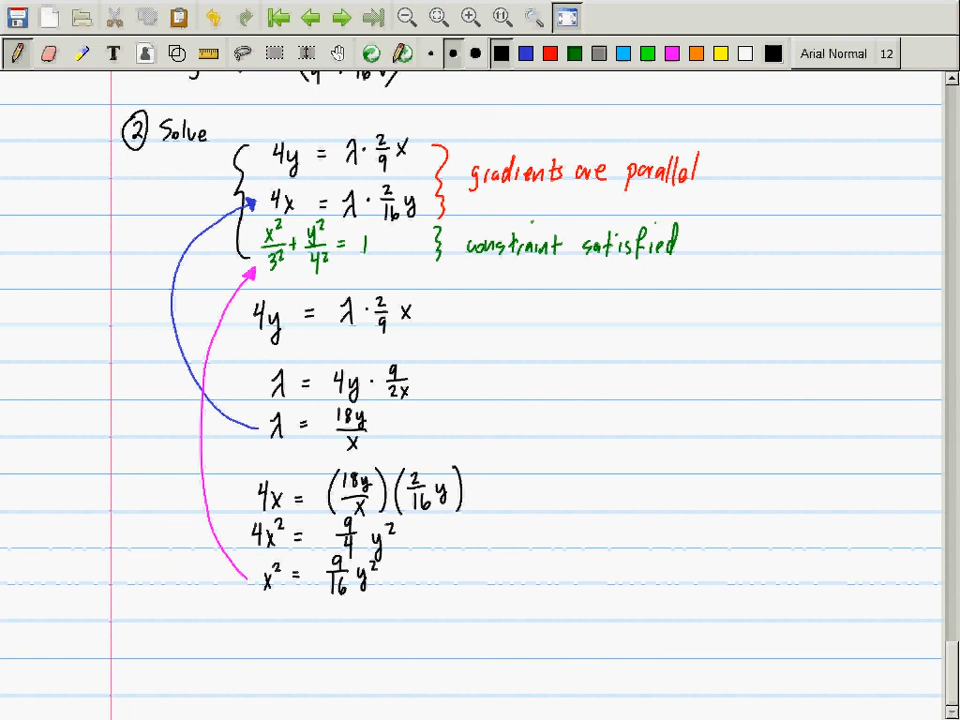 Arial Normal 12
② Solve
4y = λ · 2/9 x
4x = λ · 2/16 y
gradients are parallel
x²/3² + y²/4² = 1
constraint satisfied
4y = λ · 2/9 x
λ = 4y · 9/2x
λ = 18y/x
4x = (18y/x)(2/16 y)
4x² = 9/4 y²
x² = 9/16 y²